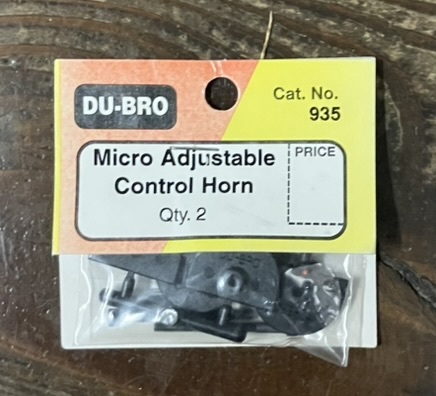 DU-BRO
Cat. No.
935
Micro Adjustable
Control Horn
Qty. 2
PRICE